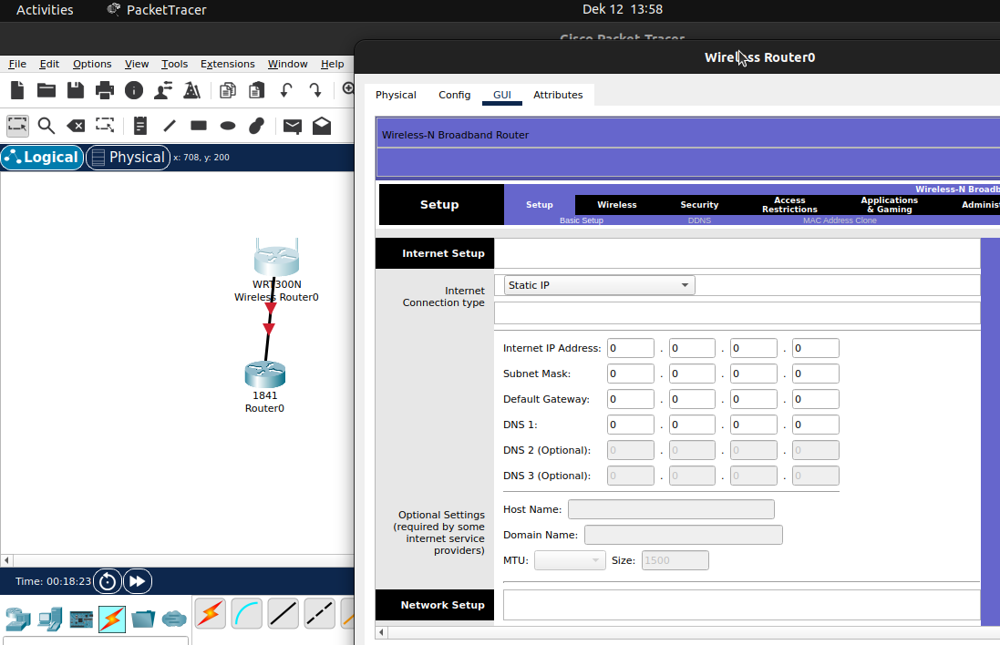 Activities PacketTracer Dek 12 13:58
Cisco Packet Tracer
Wireless Router0
File Edit Options View Tools Extensions Window Help
Physical Config GUI Attributes
Wireless-N Broadband Router
Logical Physical x: 708, y: 200
Wireless-N Broadb
Setup Setup Wireless Security Access Restrictions Applications & Gaming Adminis
Basic Setup DDNS MAC Address Clone
Internet Setup
Internet Connection type Static IP
WRT300N
Wireless Router0
1841
Router0
Internet IP Address: 0 . 0 . 0 . 0
Subnet Mask: 0 . 0 . 0 . 0
Default Gateway: 0 . 0 . 0 . 0
DNS 1: 0 . 0 . 0 . 0
DNS 2 (Optional): 0 . 0 . 0 . 0
DNS 3 (Optional): 0 . 0 . 0 . 0
Optional Settings
(required by some
internet service
providers)
Host Name:
Domain Name:
MTU: Size: 1500
Network Setup
Time: 00:18:23